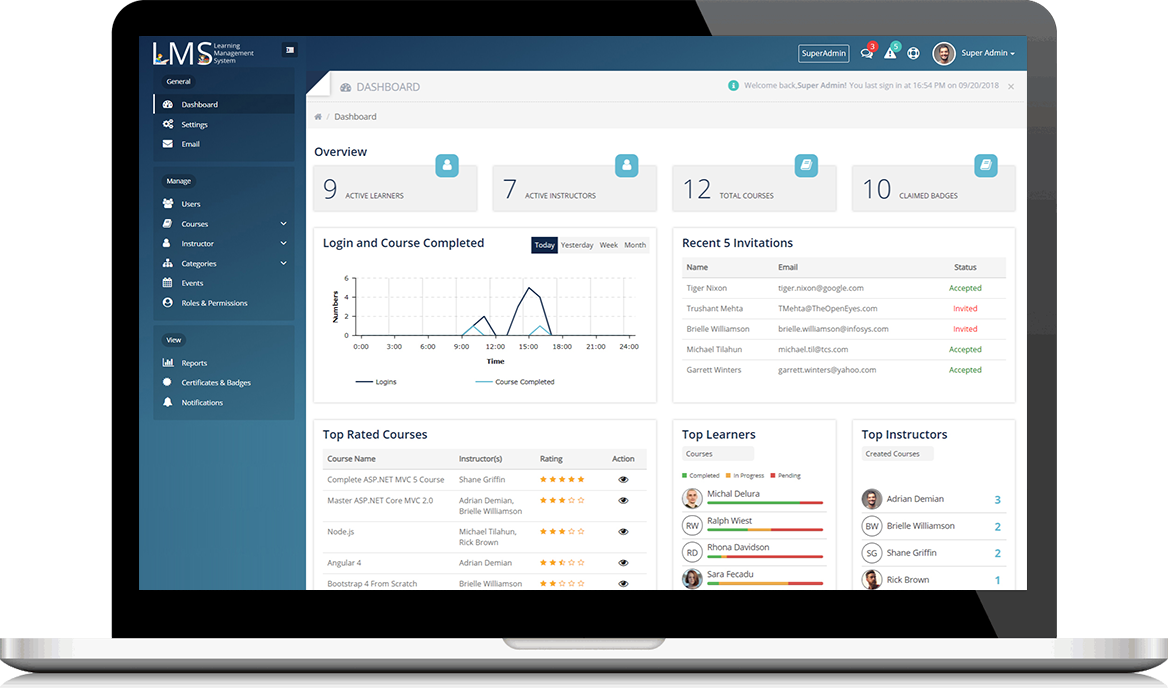 LMS Learning Management System
SuperAdmin 3 5 Super Admin
General
Dashboard
Settings
Email
Manage
Users
Courses
Instructor
Categories
Events
Roles & Permissions
View
Reports
Certificates & Badges
Notifications
DASHBOARD
Welcome back,Super Admin! You last sign in at 16:54 PM on 09/20/2018 ×
/ Dashboard
Overview
9 ACTIVE LEARNERS
7 ACTIVE INSTRUCTORS
12 TOTAL COURSES
10 CLAIMED BADGES
Login and Course Completed
Today Yesterday Week Month
Numbers
6
4
2
0
0:00 3:00 6:00 9:00 12:00 15:00 18:00 21:00 24:00
Time
Logins Course Completed
Recent 5 Invitations
Name Email Status
Tiger Nixon tiger.nixon@google.com Accepted
Trushant Mehta TMehta@TheOpenEyes.com Invited
Brielle Williamson brielle.williamson@infosys.com Invited
Michael Tilahun michael.til@tcs.com Accepted
Garrett Winters garrett.winters@yahoo.com Accepted
Top Rated Courses
Course Name Instructor(s) Rating Action
Complete ASP.NET MVC 5 Course Shane Griffin
Master ASP.NET Core MVC 2.0 Adrian Demian,
Brielle Williamson
Node.js Michael Tilahun,
Rick Brown
Angular 4 Adrian Demian
Bootstrap 4 From Scratch Brielle Williamson
Top Learners
Courses
Completed In Progress Pending
Michal Delura
RW Ralph Wiest
RD Rhona Davidson
Sara Fecadu
Top Instructors
Created Courses
Adrian Demian 3
BW Brielle Williamson 2
SG Shane Griffin 2
Rick Brown 1